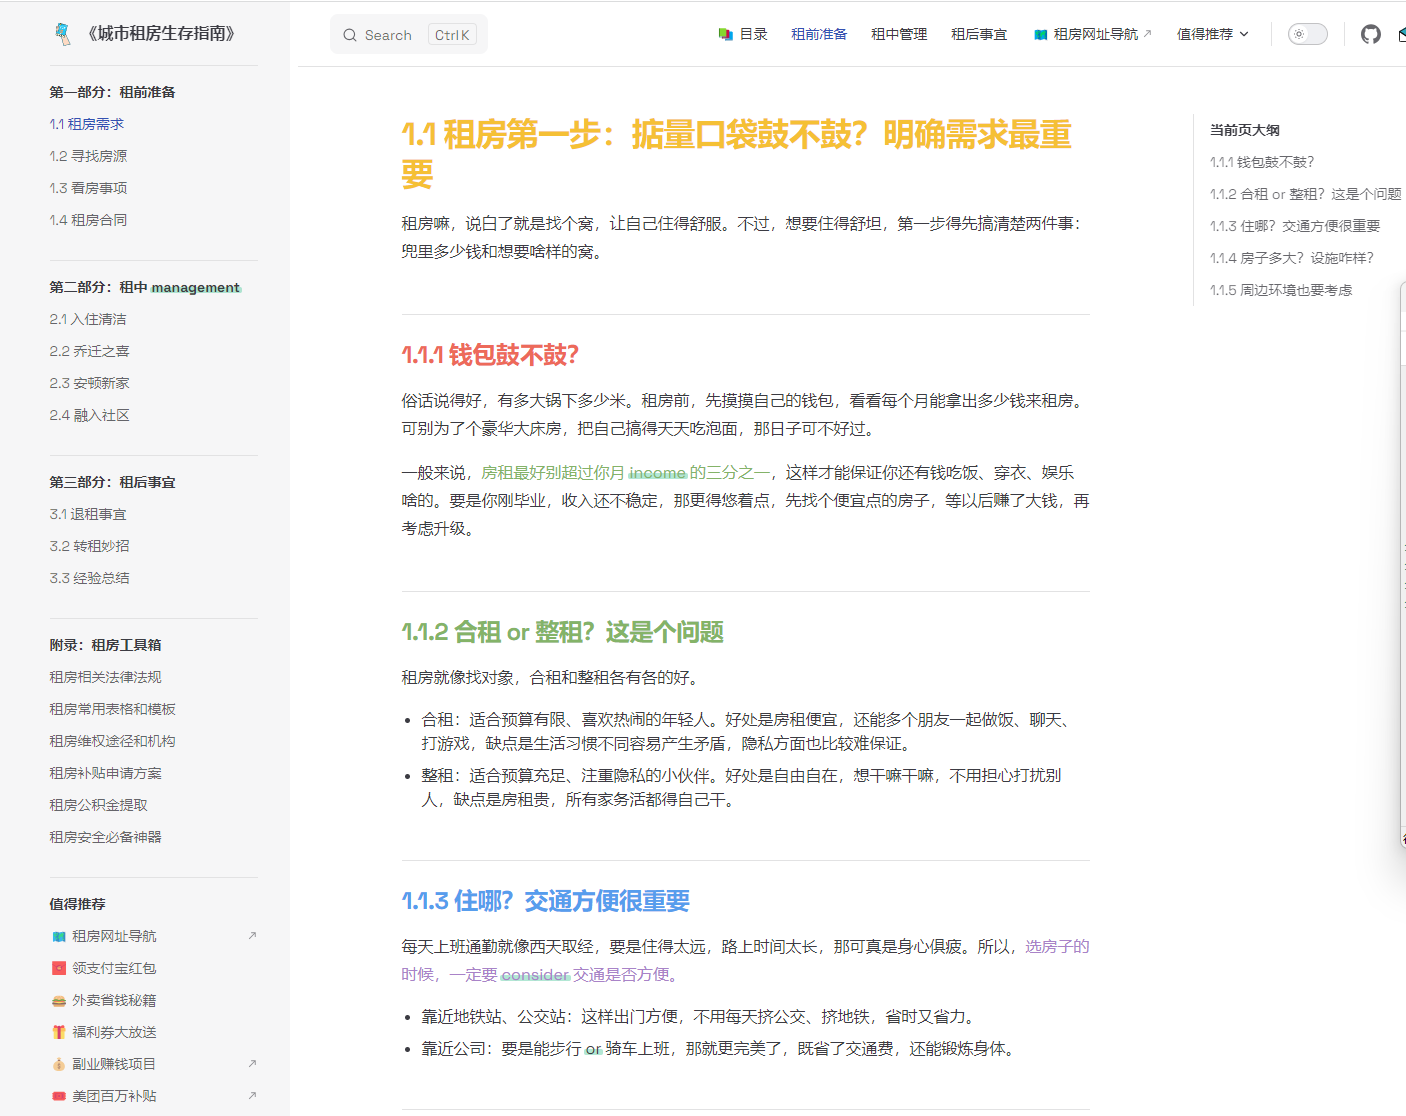 《城市租房生存指南》
Search Ctrl K
目录 租前准备 租中管理 租后事宜 租房网址导航 值得推荐
第一部分：租前准备
1.1 租房需求
1.2 寻找房源
1.3 看房事项
1.4 租房合同
第二部分：租中 management
2.1 入住清洁
2.2 乔迁之喜
2.3 安顿新家
2.4 融入社区
第三部分：租后事宜
3.1 退租事宜
3.2 转租妙招
3.3 经验总结
附录：租房工具箱
租房相关法律法规
租房常用表格和模板
租房维权途径和机构
租房补贴申请方案
租房公积金提取
租房安全必备神器
值得推荐
租房网址导航
领支付宝红包
外卖省钱秘籍
福利券大放送
副业赚钱项目
美团百万补贴
1.1 租房第一步：掂量口袋鼓不鼓？明确需求最重
要
租房嘛，说白了就是找个窝，让自己住得舒服。不过，想要住得舒坦，第一步得先搞清楚两件事：
兜里多少钱和想要啥样的窝。
1.1.1 钱包鼓不鼓？
俗话说得好，有多大锅下多少米。租房前，先摸摸自己的钱包，看看每个月能拿出多少钱来租房。
可别为了个豪华大床房，把自己搞得天天吃泡面，那日子可不好过。
一般来说，房租最好别超过你月 income 的三分之一，这样才能保证你还有钱吃饭、穿衣、娱乐
啥的。要是你刚毕业，收入还不稳定，那更得悠着点，先找个便宜点的房子，等以后赚了大钱，再
考虑升级。
1.1.2 合租 or 整租？这是个问题
租房就像找对象，合租和整租各有各的好。
• 合租：适合预算有限、喜欢热闹的年轻人。好处是房租便宜，还能多个朋友一起做饭、聊天、
打游戏，缺点是生活习惯不同容易产生矛盾，隐私方面也比较难保证。
• 整租：适合预算充足、注重隐私的小伙伴。好处是自由自在，想干嘛干嘛，不用担心打扰别
人，缺点是房租贵，所有家务活都得自己干。
1.1.3 住哪？交通方便很重要
每天上班通勤就像西天取经，要是住得太远，路上时间太长，那可真是身心俱疲。所以，选房子的
时候，一定要 consider 交通是否方便。
• 靠近地铁站、公交站：这样出门方便，不用每天挤公交、挤地铁，省时又省力。
• 靠近公司：要是能步行 or 骑车上班，那就更完美了，既省了交通费，还能锻炼身体。
当前页大纲
1.1.1 钱包鼓不鼓？
1.1.2 合租 or 整租？这是个问题
1.1.3 住哪？交通方便很重要
1.1.4 房子多大？设施咋样？
1.1.5 周边环境也要考虑